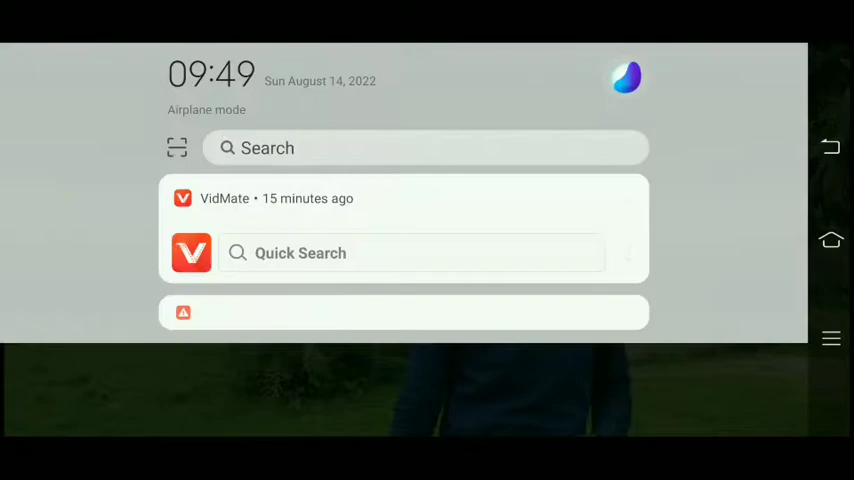 09:49 Sun August 14, 2022
Airplane mode
Search
VidMate • 15 minutes ago
Quick Search